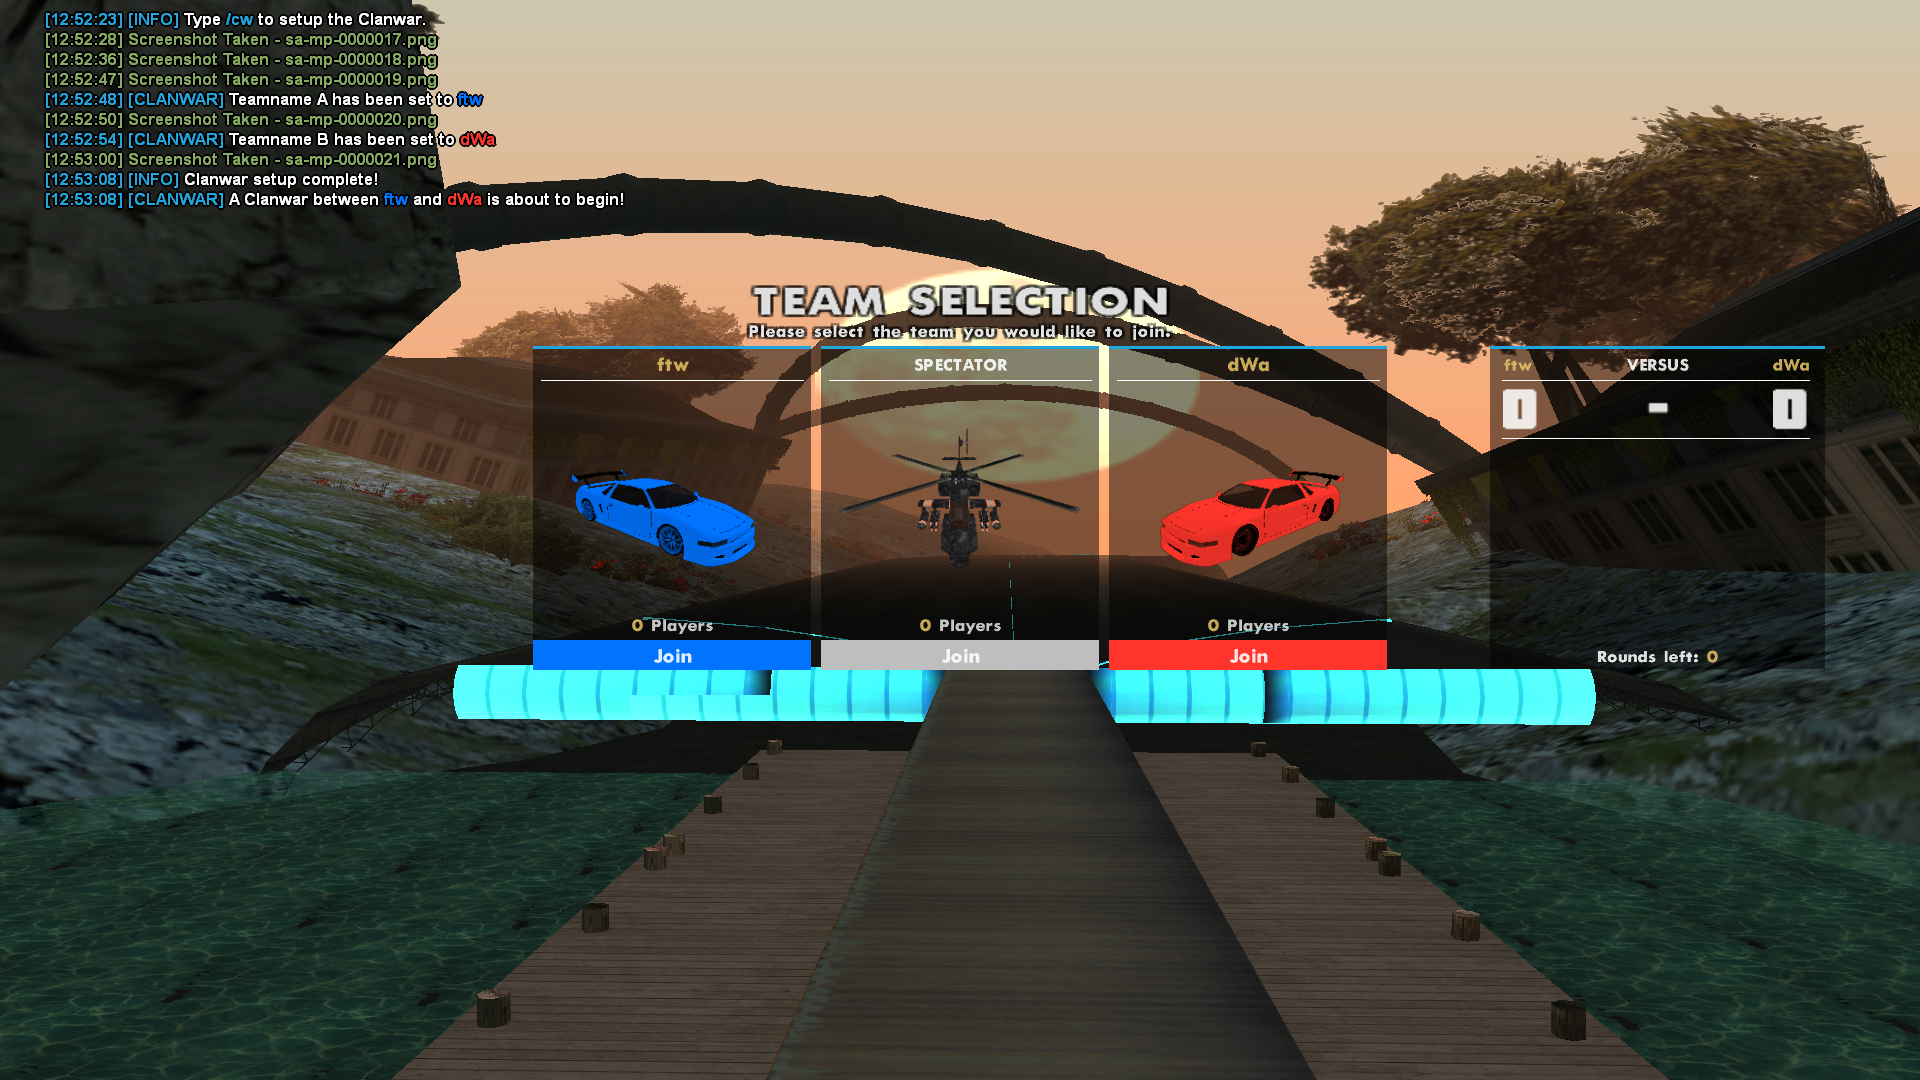 [12:52:23] [INFO] Type /cw to setup the Clanwar.
[12:52:28] Screenshot Taken - sa-mp-0000017.png
[12:52:36] Screenshot Taken - sa-mp-0000018.png
[12:52:47] Screenshot Taken - sa-mp-0000019.png
[12:52:48] [CLANWAR] Teamname A has been set to ftw
[12:52:50] Screenshot Taken - sa-mp-0000020.png
[12:52:54] [CLANWAR] Teamname B has been set to dWa
[12:53:00] Screenshot Taken - sa-mp-0000021.png
[12:53:08] [INFO] Clanwar setup complete!
[12:53:08] [CLANWAR] A Clanwar between ftw and dWa is about to begin!
TEAM SELECTION
Please select the team you would like to join.
ftw
0 Players
Join
SPECTATOR
0 Players
Join
dWa
0 Players
Join
ftw VERSUS dWa
I - I
Rounds left: 0